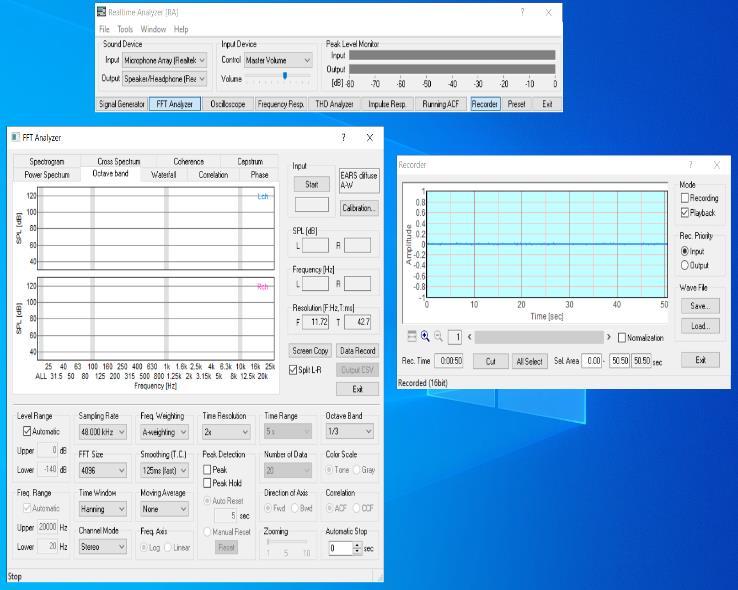 Realtime Analyzer [RA] ? X
File Tools Window Help
Sound Device Input Device Peak Level Monitor
Input Microphone Array (Realtek Control Master Volume Input
Output Speaker/Headphone (Rea Volume Output
[dB] -80 -70 -60 -50 -40 -30 -20 -10 0
Signal Generator FFT Analyzer Oscilloscope Frequency Resp. THD Analyzer Impulse Resp. Running ACF Recorder Preset Exit
FFT Analyzer ? X
Spectrogram Cross Spectrum Coherence Cepstrum
Power Spectrum Octave band Waterfall Correlation Phase
120
100
80
60
40
SPL [dB]
Lch
120
100
80
60
40
SPL [dB]
Rch
25 40 63 100 160 250 400 630 1k 1.6k 2.5k 4k 6.3k 10k 16k 25k
ALL 31.5 50 80 125 200 315 500 800 1.25k 2k 3.15k 5k 8k 12.5k 20k
Frequency [Hz]
Input
Start
EARS diffuse
A-W
Calibration...
SPL [dB]
L R
Frequency [Hz]
L R
Resolution [F:Hz,T:ms]
F 11.72 T 42.7
Screen Copy Data Record
Split L-R Output CSV
Exit
Level Range Sampling Rate Freq. Weighting Time Resolution Time Range Octave Band
Automatic 48.000 kHz A-weighting 2x 5 s 1/3
Upper 0 dB FFT Size Smoothing (T.C.) Peak Detection Number of Data Color Scale
Lower -140 dB 4096 125ms (fast) Peak 20 Tone Gray
Peak Hold
Freq. Range Time Window Moving Average Auto Reset Direction of Axis Correlation
Automatic Hanning None 5 sec Fwd Bwd ACF CCF
Upper 20000 Hz Channel Mode Freq. Axis Manual Reset Zooming Automatic Stop
Lower 20 Hz Stereo Log Linear Reset 1 5 10 0 sec
Stop
Recorder ? X
1
0.8
0.6
0.4
0.2
0
-0.2
-0.4
-0.6
-0.8
-1
Amplitude
0 10 20 30 40 50
Time [sec]
Mode
Recording
Playback
Rec. Priority
Input
Output
Wave File
Save...
Load...
1 < > Normalization
Rec. Time 0:00:50 Cut All Select Sel. Area 0.00 - 50.50 50.50 sec Exit
Recorded (16bit)